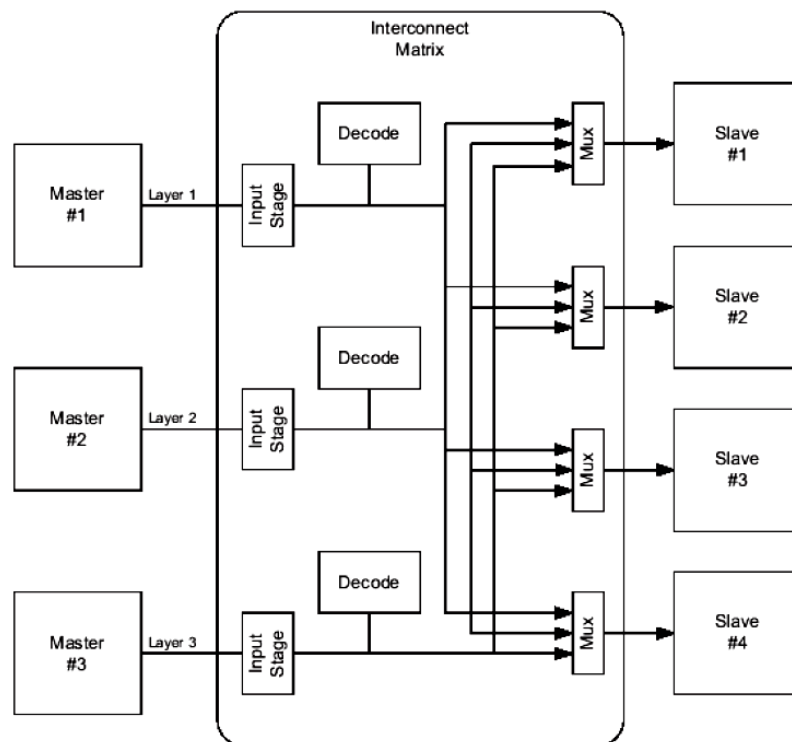 Interconnect
Matrix
Decode
Mux
Slave
#1
Master
#1
Layer 1
Input
Stage
Decode
Mux
Slave
#2
Master
#2
Layer 2
Input
Stage
Mux
Slave
#3
Decode
Master
#3
Layer 3
Input
Stage
Mux
Slave
#4